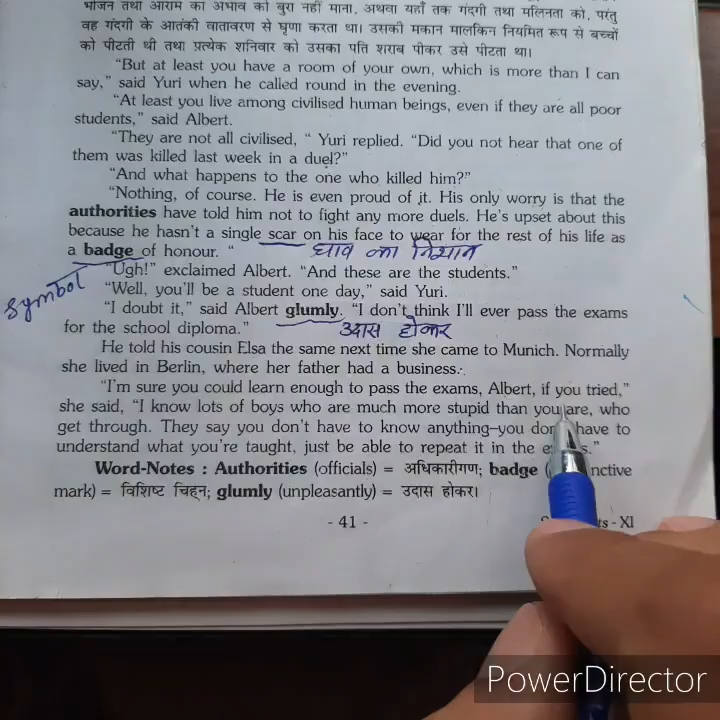 भोजन तथा आराम का अभाव को बुरा नहीं माना, अथवा यहाँ तक गंदगी तथा मलिनता को, परंतु
वह गंदगी के आतंकी वातावरण से घृणा करता था। उसकी मकान मालकिन नियमित रूप से बच्चों
को पीटती थी तथा प्रत्येक शनिवार को उसका पति शराब पीकर उसे पीटता था।
"But at least you have a room of your own, which is more than I can
say," said Yuri when he called round in the evening.
"At least you live among civilised human beings, even if they are all poor
students," said Albert.
"They are not all civilised, " Yuri replied. "Did you not hear that one of
them was killed last week in a duel?"
"And what happens to the one who killed him?"
"Nothing, of course. He is even proud of it. His only worry is that the
authorities have told him not to fight any more duels. He's upset about this
because he hasn't a single scar on his face to wear for the rest of his life as
a badge of honour. " घाव का निशान
"Ugh!" exclaimed Albert. "And these are the students."
symbol
"Well, you'll be a student one day," said Yuri.
"I doubt it," said Albert glumly. "I don't think I'll ever pass the exams
for the school diploma." उदास होकर
He told his cousin Elsa the same next time she came to Munich. Normally
she lived in Berlin, where her father had a business.
"I'm sure you could learn enough to pass the exams, Albert, if you tried,"
she said, "I know lots of boys who are much more stupid than you are, who
get through. They say you don't have to know anything–you don have to
understand what you're taught, just be able to repeat it in the e s."
Word-Notes : Authorities (officials) = अधिकारीगण; badge ( nctive
mark) = विशिष्ट चिह्न; glumly (unpleasantly) = उदास होकर।
- 41 -
ts - XI
PowerDirector